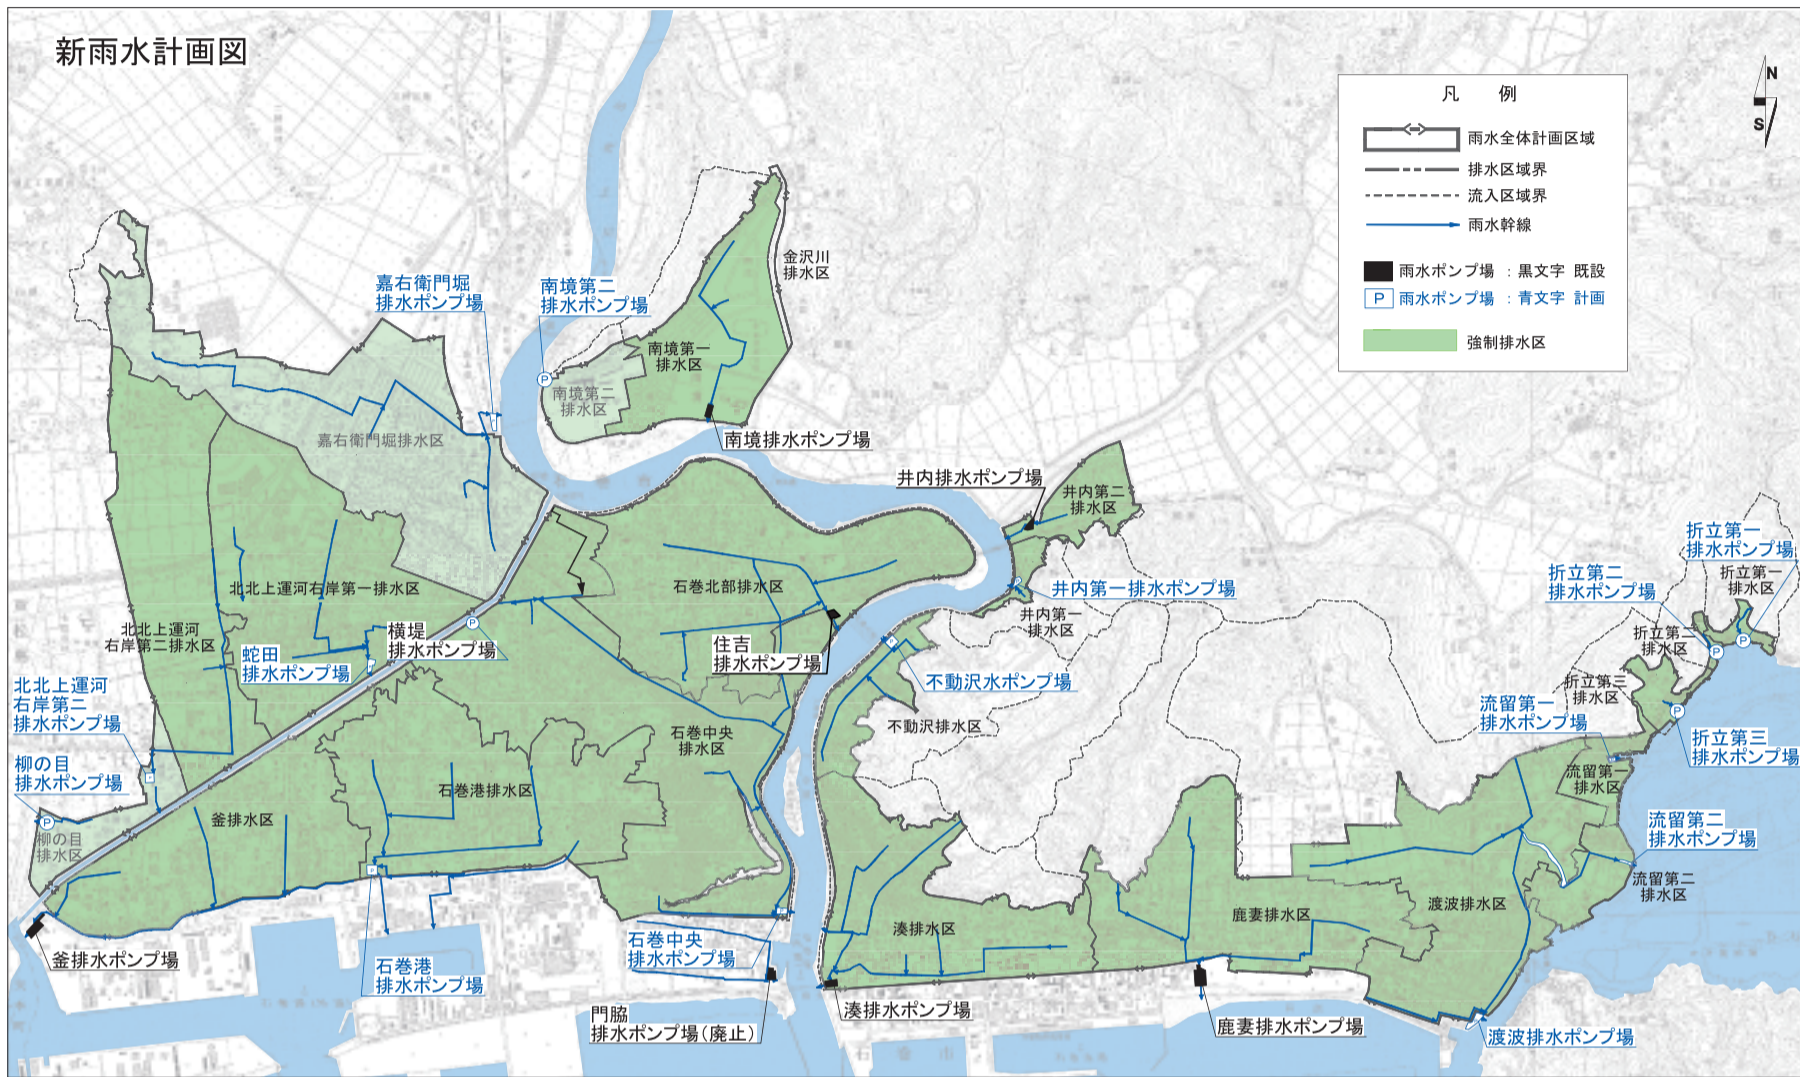 新雨水計画図
凡 例
雨水全体計画区域
排水区域界
流入区域界
雨水幹線
雨水ポンプ場 : 黒文字 既設
P 雨水ポンプ場 : 青文字 計画
強制排水区
N
S
金沢川
排水区
嘉右衛門堀
排水ポンプ場
南境第二
排水ポンプ場
P
南境第一
排水区
南境第二
排水区
嘉右衛門堀排水区
南境排水ポンプ場
井内排水ポンプ場
井内第二
排水区
折立第一
排水ポンプ場
折立第二
排水ポンプ場
折立第一
排水区
P
P
北北上運河右岸第一排水区
石巻北部排水区
井内第一排水ポンプ場
井内第一
排水区
北北上運河
右岸第二排水区
横堤
排水ポンプ場
P
蛇田
排水ポンプ場
住吉
排水ポンプ場
折立第二
排水区
不動沢水ポンプ場
折立第三
排水区
北北上運河
右岸第二
排水ポンプ場
流留第一
排水ポンプ場
P
石巻中央
排水区
不動沢排水区
折立第三
排水ポンプ場
柳の目
排水ポンプ場
P
流留第一
排水区
石巻港排水区
釜排水区
柳の目
排水区
流留第二
排水ポンプ場
流留第二
排水区
渡波排水区
鹿妻排水区
湊排水区
釜排水ポンプ場
石巻港
排水ポンプ場
石巻中央
排水ポンプ場
門脇
排水ポンプ場(廃止)
湊排水ポンプ場
鹿妻排水ポンプ場
渡波排水ポンプ場